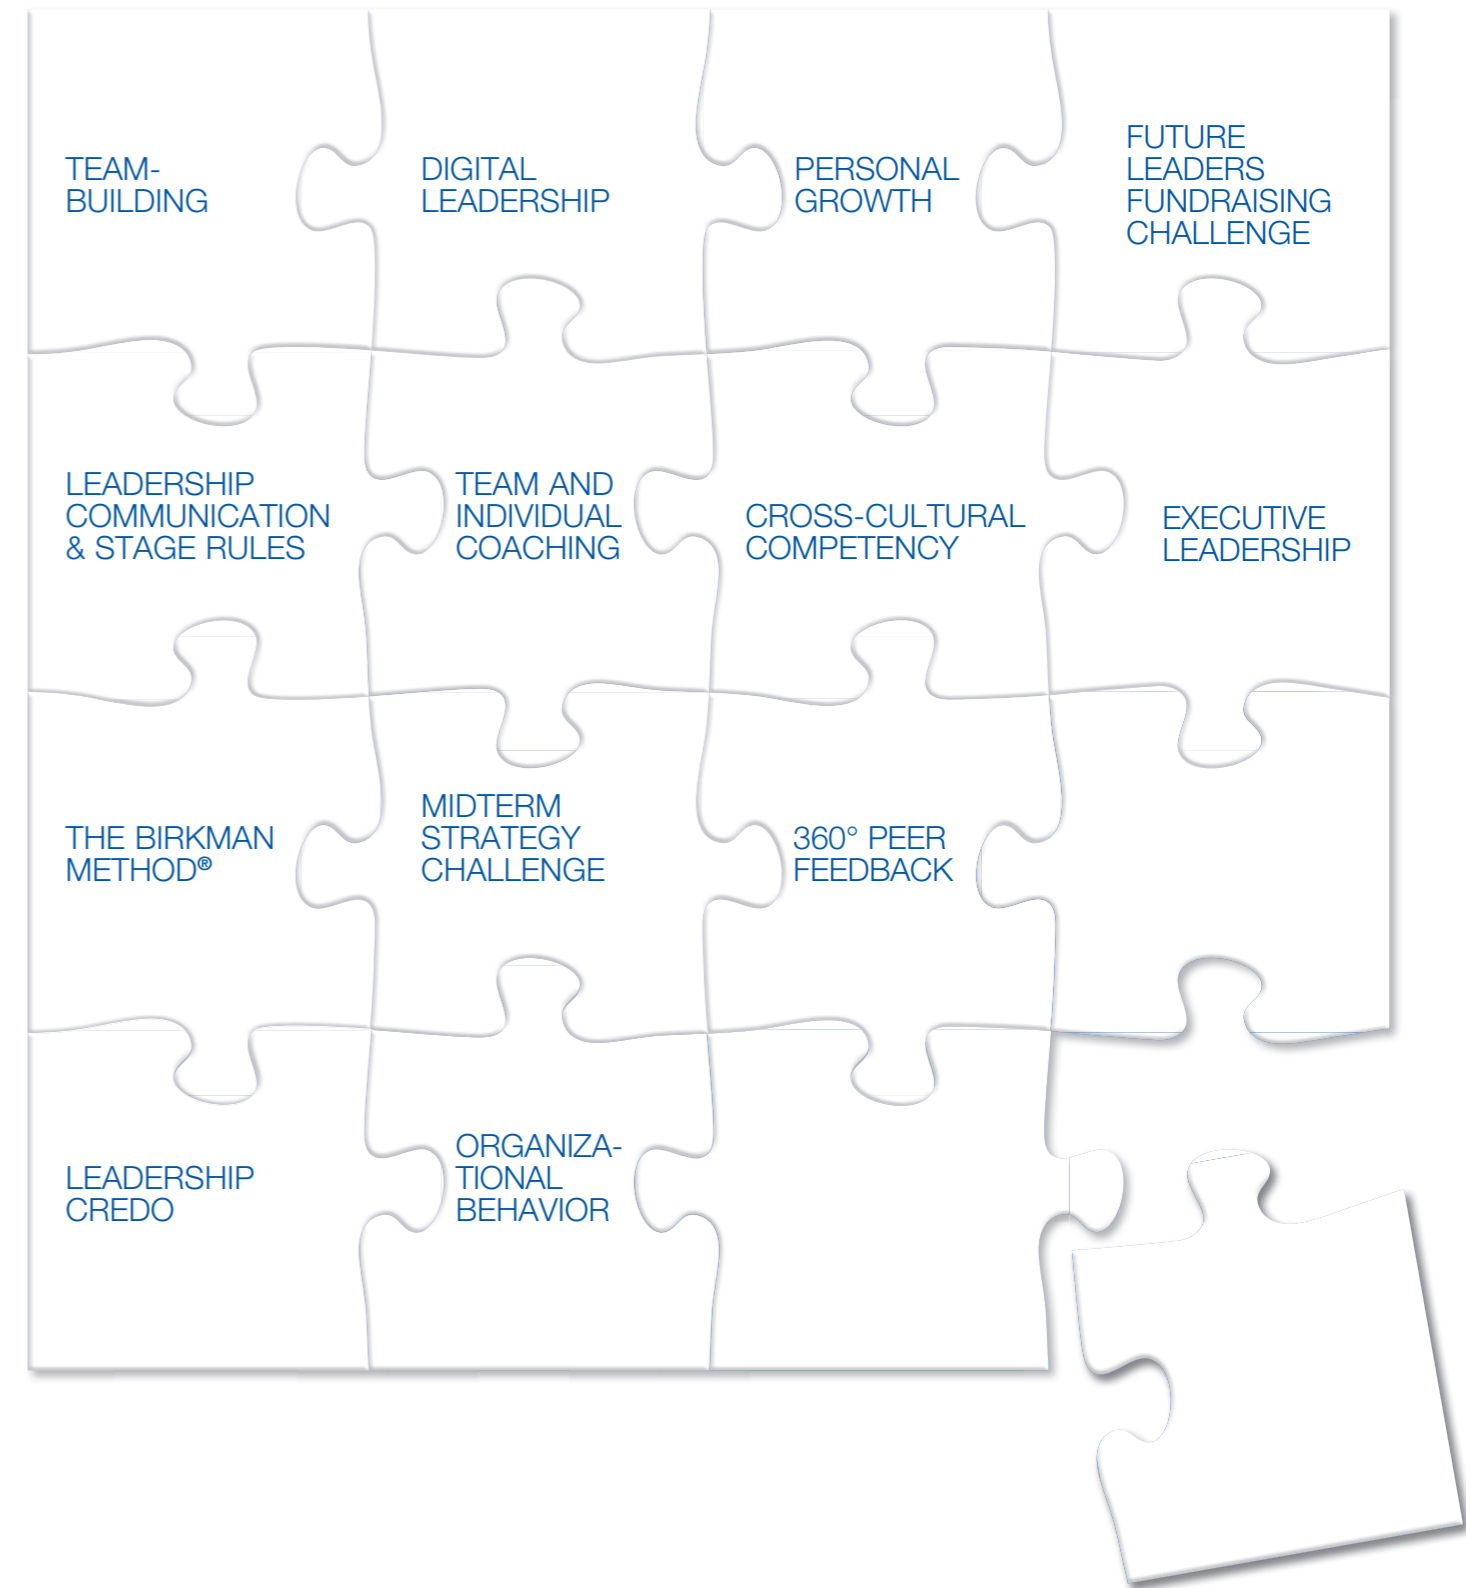 TEAM-
BUILDING
DIGITAL
LEADERSHIP
PERSONAL
GROWTH
FUTURE
LEADERS
FUNDRAISING
CHALLENGE
LEADERSHIP
COMMUNICATION
& STAGE RULES
TEAM AND
INDIVIDUAL
COACHING
CROSS-CULTURAL
COMPETENCY
EXECUTIVE
LEADERSHIP
THE BIRKMAN
METHOD®
MIDTERM
STRATEGY
CHALLENGE
360° PEER
FEEDBACK
LEADERSHIP
CREDO
ORGANIZA-
TIONAL
BEHAVIOR